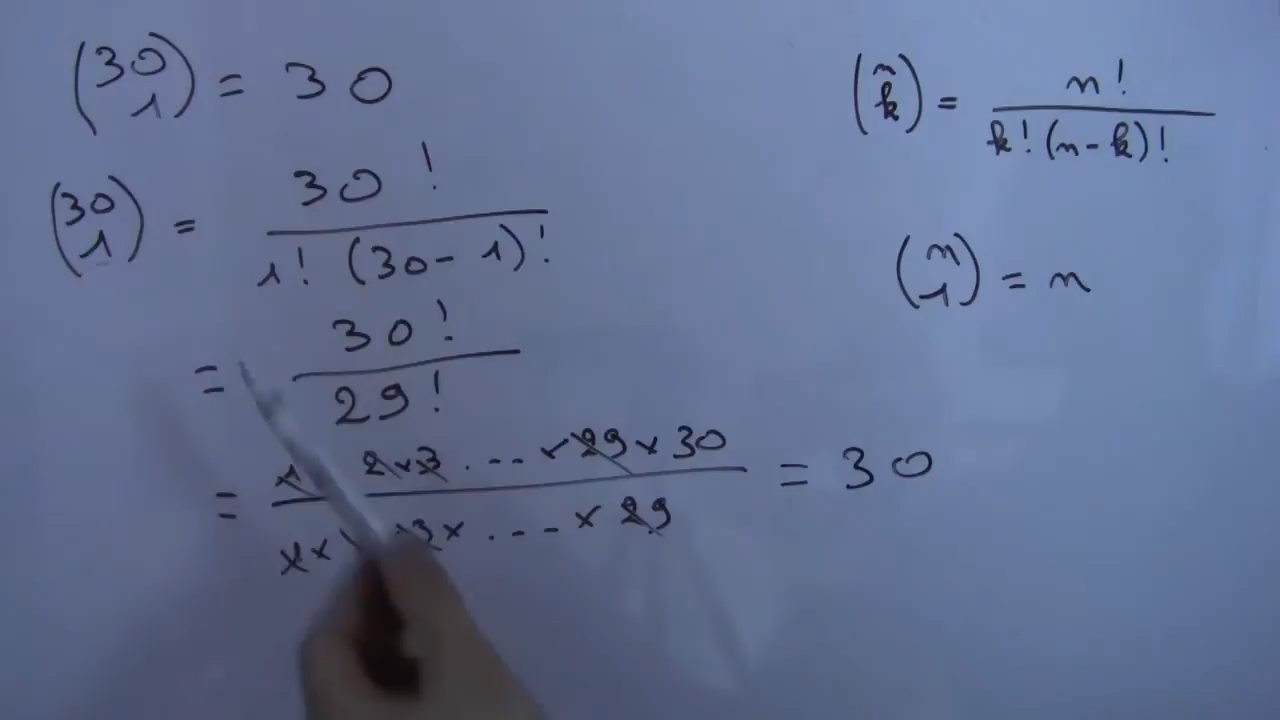 (30 1) = 30
(30 1) = 30! / 1! (30 - 1)!
= 30! / 29!
= 1 2 × 3 . ... × 29 × 30 / 1 × 3 × . ... × 29 = 30
(n k) = n! / k! (n - k)!
(n 1) = n